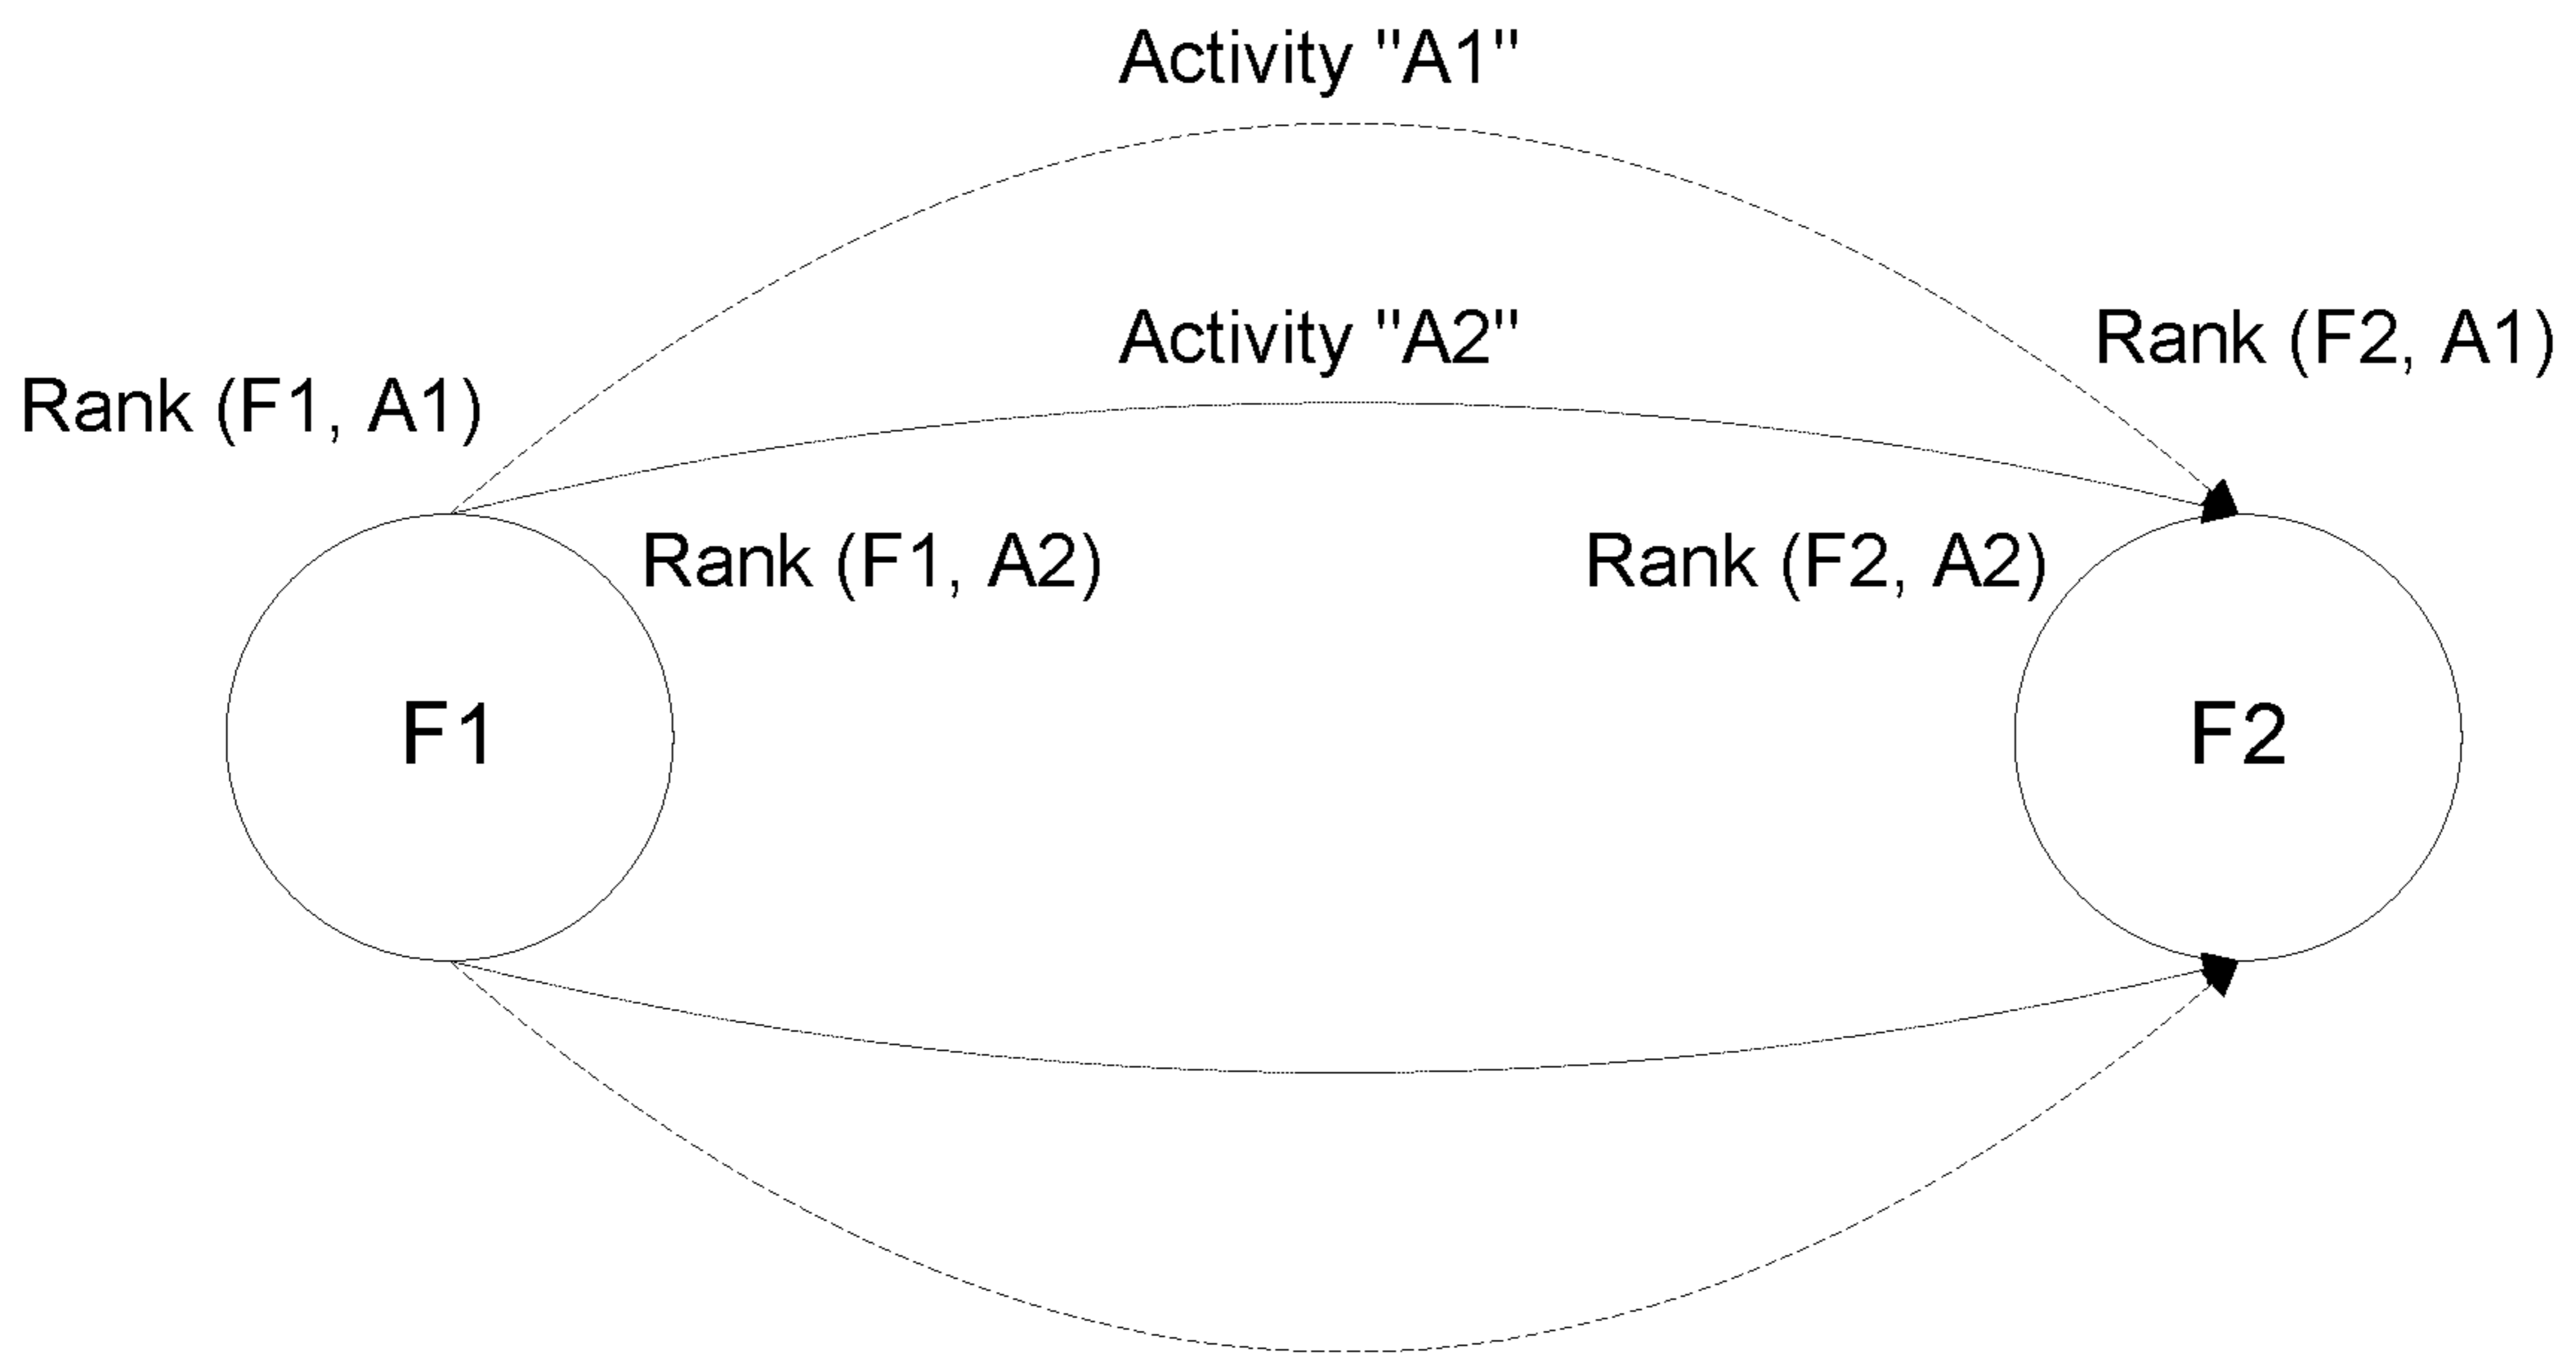 Activity "A1"
Activity "A2"
Rank (F2, A1)
Rank (F1, A1)
Rank (F1, A2)
Rank (F2, A2)
F1
F2